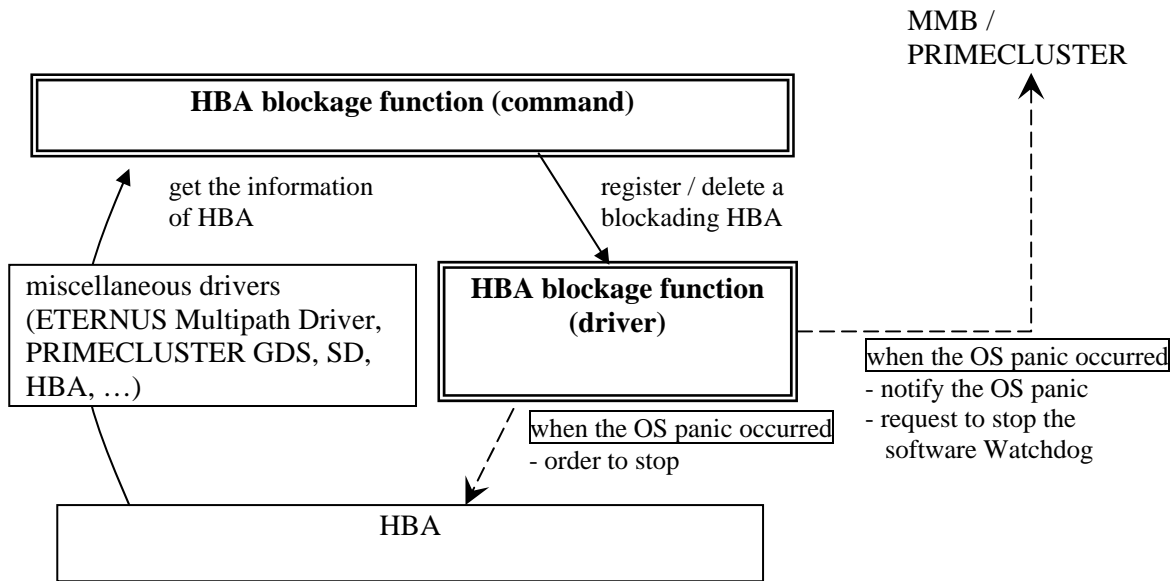 MMB /
PRIMECLUSTER
HBA blockage function (command)
get the information
of HBA
register / delete a
blockading HBA
miscellaneous drivers
(ETERNUS Multipath Driver,
PRIMECLUSTER GDS, SD,
HBA, …)
HBA blockage function
(driver)
when the OS panic occurred
- notify the OS panic
- request to stop the
software Watchdog
when the OS panic occurred
- order to stop
HBA